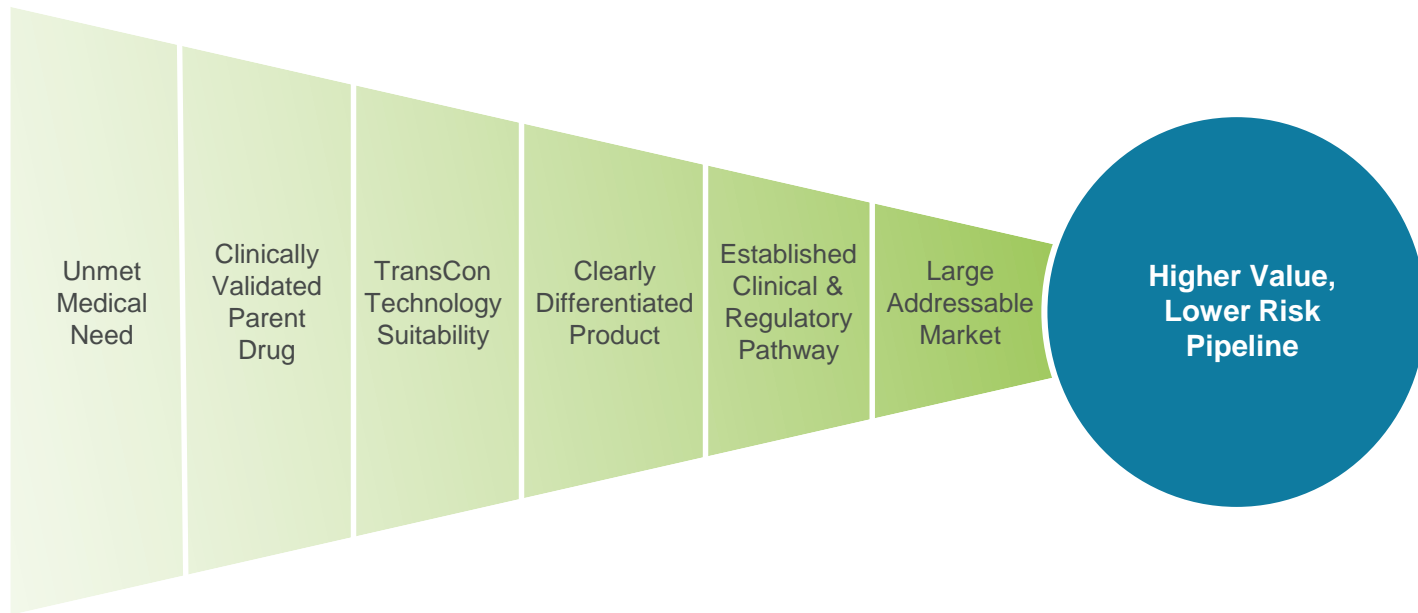 Unmet
Medical
Need
Clinically
Validated
Parent
Drug
TransCon
Technology
Suitability
Clearly
Differentiated
Product
Established
Clinical &
Regulatory
Pathway
Large
Addressable
Market
Higher Value,
Lower Risk
Pipeline